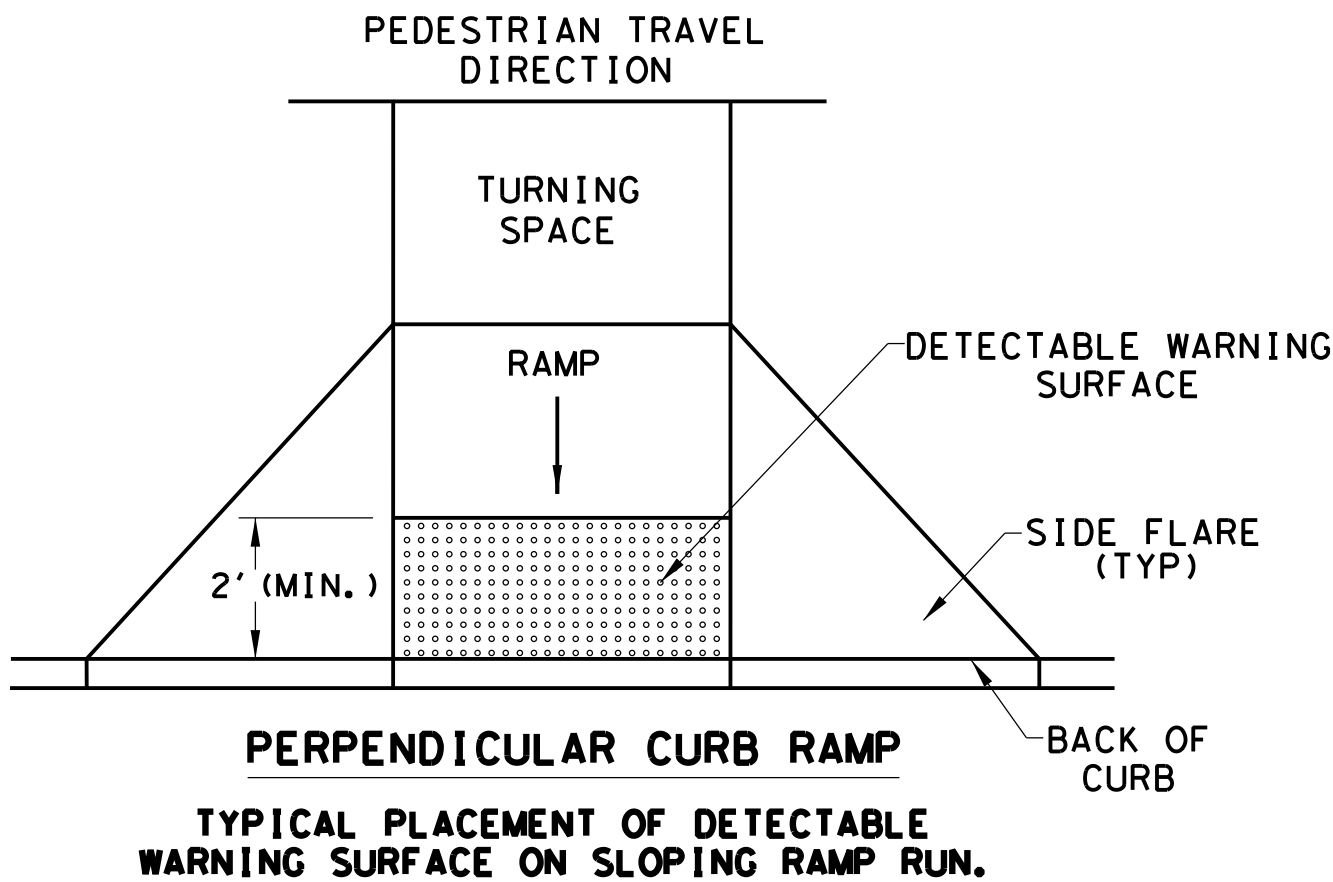 PEDESTRIAN TRAVEL
DIRECTION
TURNING
SPACE
RAMP
DETECTABLE WARNING
SURFACE
SIDE FLARE
(TYP)
2' (MIN.)
BACK OF
CURB
PERPENDICULAR CURB RAMP
TYPICAL PLACEMENT OF DETECTABLE
WARNING SURFACE ON SLOPING RAMP RUN.